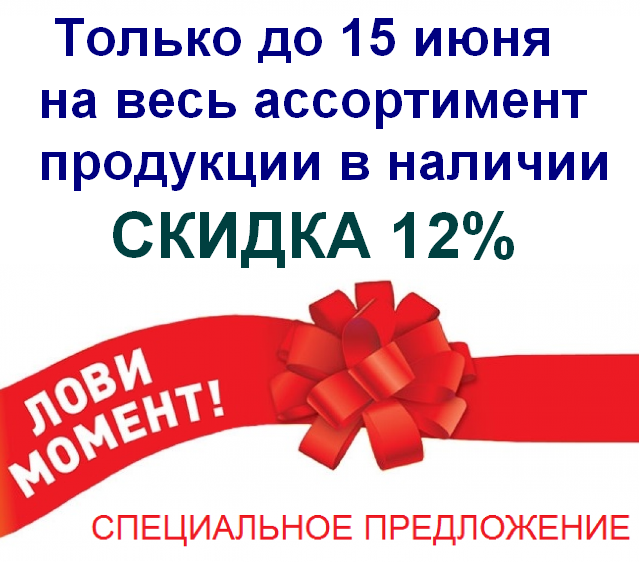 Только до 15 июня
на весь ассортимент
продукции в наличии
СКИДКА 12%
ЛОВИ
МОМЕНТ!
СПЕЦИАЛЬНОЕ ПРЕДЛОЖЕНИЕ